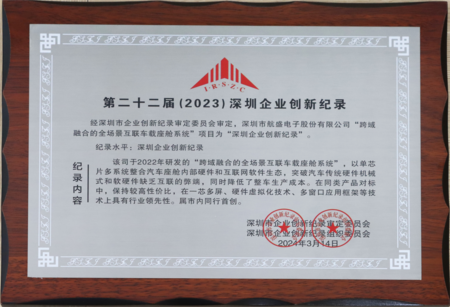 I·R·S·Z·C
第二十二届(2023)深圳企业创新纪录
经深圳市企业创新纪录审定委员会审定，深圳市航盛电子股份有限公司“跨域
融合的全场景互联车载座舱系统”项目为“深圳企业创新纪录”。
纪录水平：深圳企业创新纪录
纪录内容
该司于2022年研发的“跨域融合的全场景互联车载座舱系统”，以单芯
片多系统整合汽车座舱内部硬件和互联网软件生态，突破汽车传统硬件机械
式和软硬件缺乏互联的弊端，同时降低了整车生产成本。在同类产品对标
中，保持较高性价比，在一芯多屏、硬件虚拟化技术、多窗口应用框架等技
术上具有行业领先性。属市内同行首创。
深圳市企业创新纪录审定委员会
深圳市企业创新纪录组织委员会
2024年3月14日